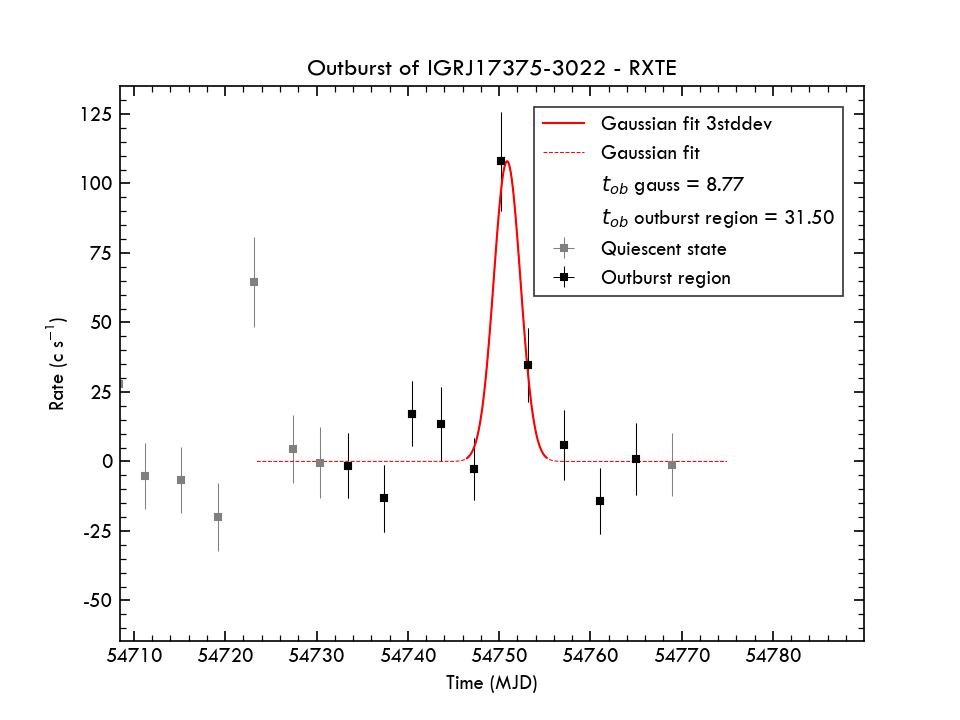 Outburst of IGRJ17375-3022 - RXTE
Gaussian fit 3stddev
Gaussian fit
t_ob gauss = 8.77
t_ob outburst region = 31.50
Quiescent state
Outburst region
Rate (c s⁻¹)
125
100
75
50
25
0
-25
-50
54710 54720 54730 54740 54750 54760 54770 54780
Time (MJD)